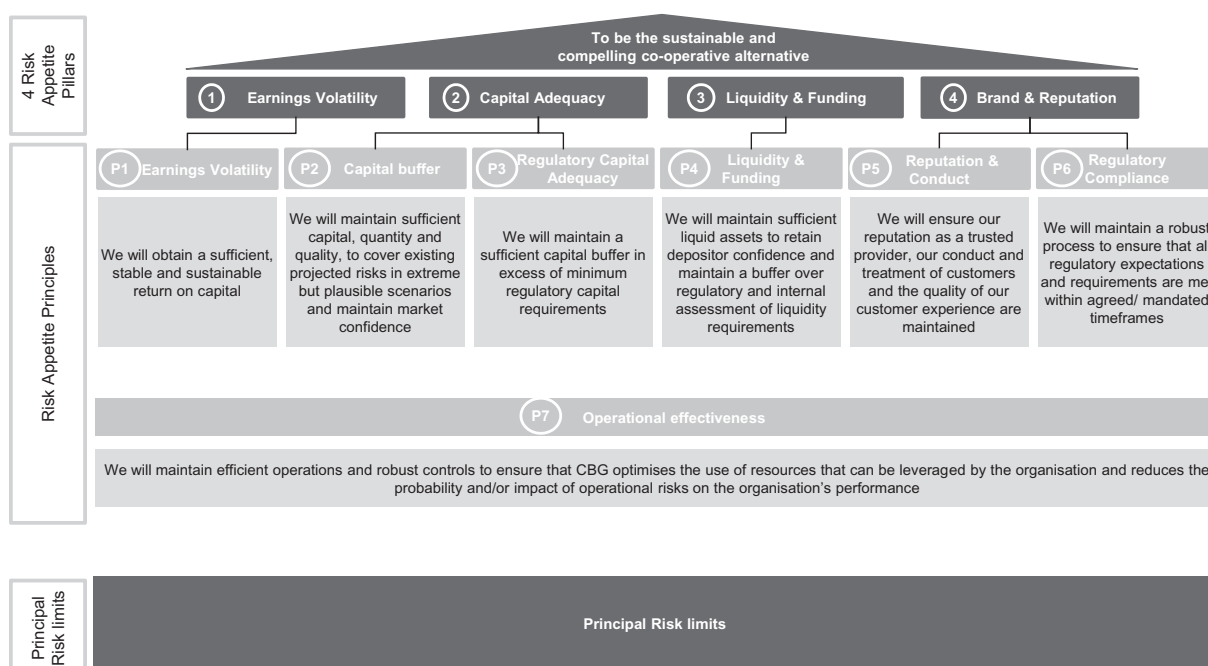 4 Risk
Appetite
Pillars
To be the sustainable and
compelling co-operative alternative
1 Earnings Volatility
2 Capital Adequacy
3 Liquidity & Funding
4 Brand & Reputation
Risk Appetite Principles
P1 Earnings Volatility
We will obtain a sufficient,
stable and sustainable
return on capital
P2 Capital buffer
We will maintain sufficient
capital, quantity and
quality, to cover existing
projected risks in extreme
but plausible scenarios
and maintain market
confidence
P3 Regulatory Capital
Adequacy
We will maintain a
sufficient capital buffer in
excess of minimum
regulatory capital
requirements
P4 Liquidity &
Funding
We will maintain sufficient
liquid assets to retain
depositor confidence and
maintain a buffer over
regulatory and internal
assessment of liquidity
requirements
P5 Reputation &
Conduct
We will ensure our
reputation as a trusted
provider, our conduct and
treatment of customers
and the quality of our
customer experience are
maintained
P6 Regulatory
Compliance
We will maintain a robust
process to ensure that al
regulatory expectations
and requirements are me
within agreed/ mandated
timeframes
P7 Operational effectiveness
We will maintain efficient operations and robust controls to ensure that CBG optimises the use of resources that can be leveraged by the organisation and reduces the
probability and/or impact of operational risks on the organisation's performance
Principal
Risk limits
Principal Risk limits